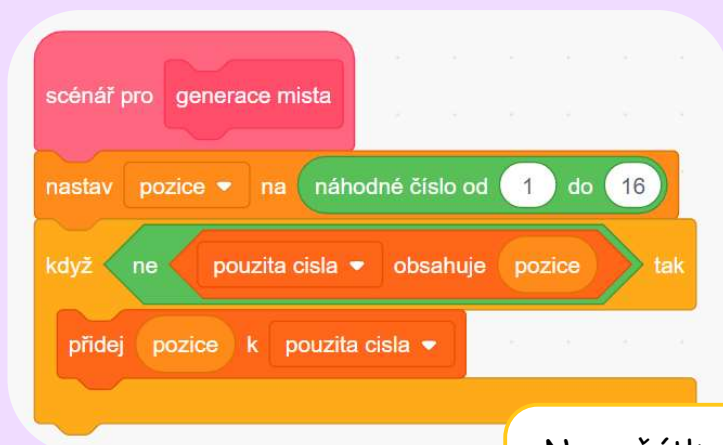 scénář pro generace mista
nastav pozice na náhodné číslo od 1 do 16
když ne pouzita cisla obsahuje pozice tak
přidej pozice k pouzita cisla